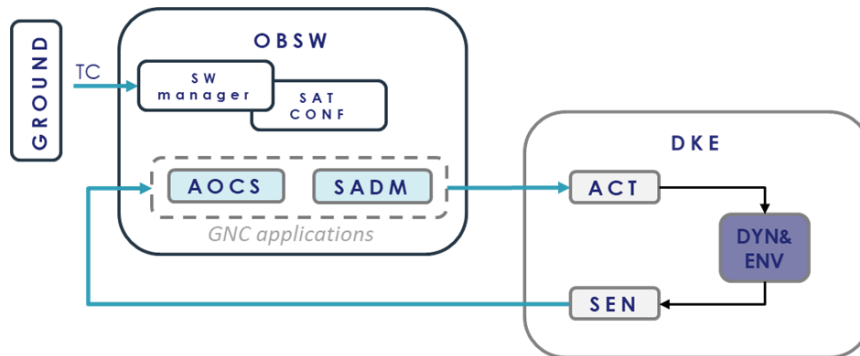 GROUND
TC
OBSW
SW
manager
SAT
CONF
AOCS
SADM
GNC applications
DKE
ACT
DYN&
ENV
SEN